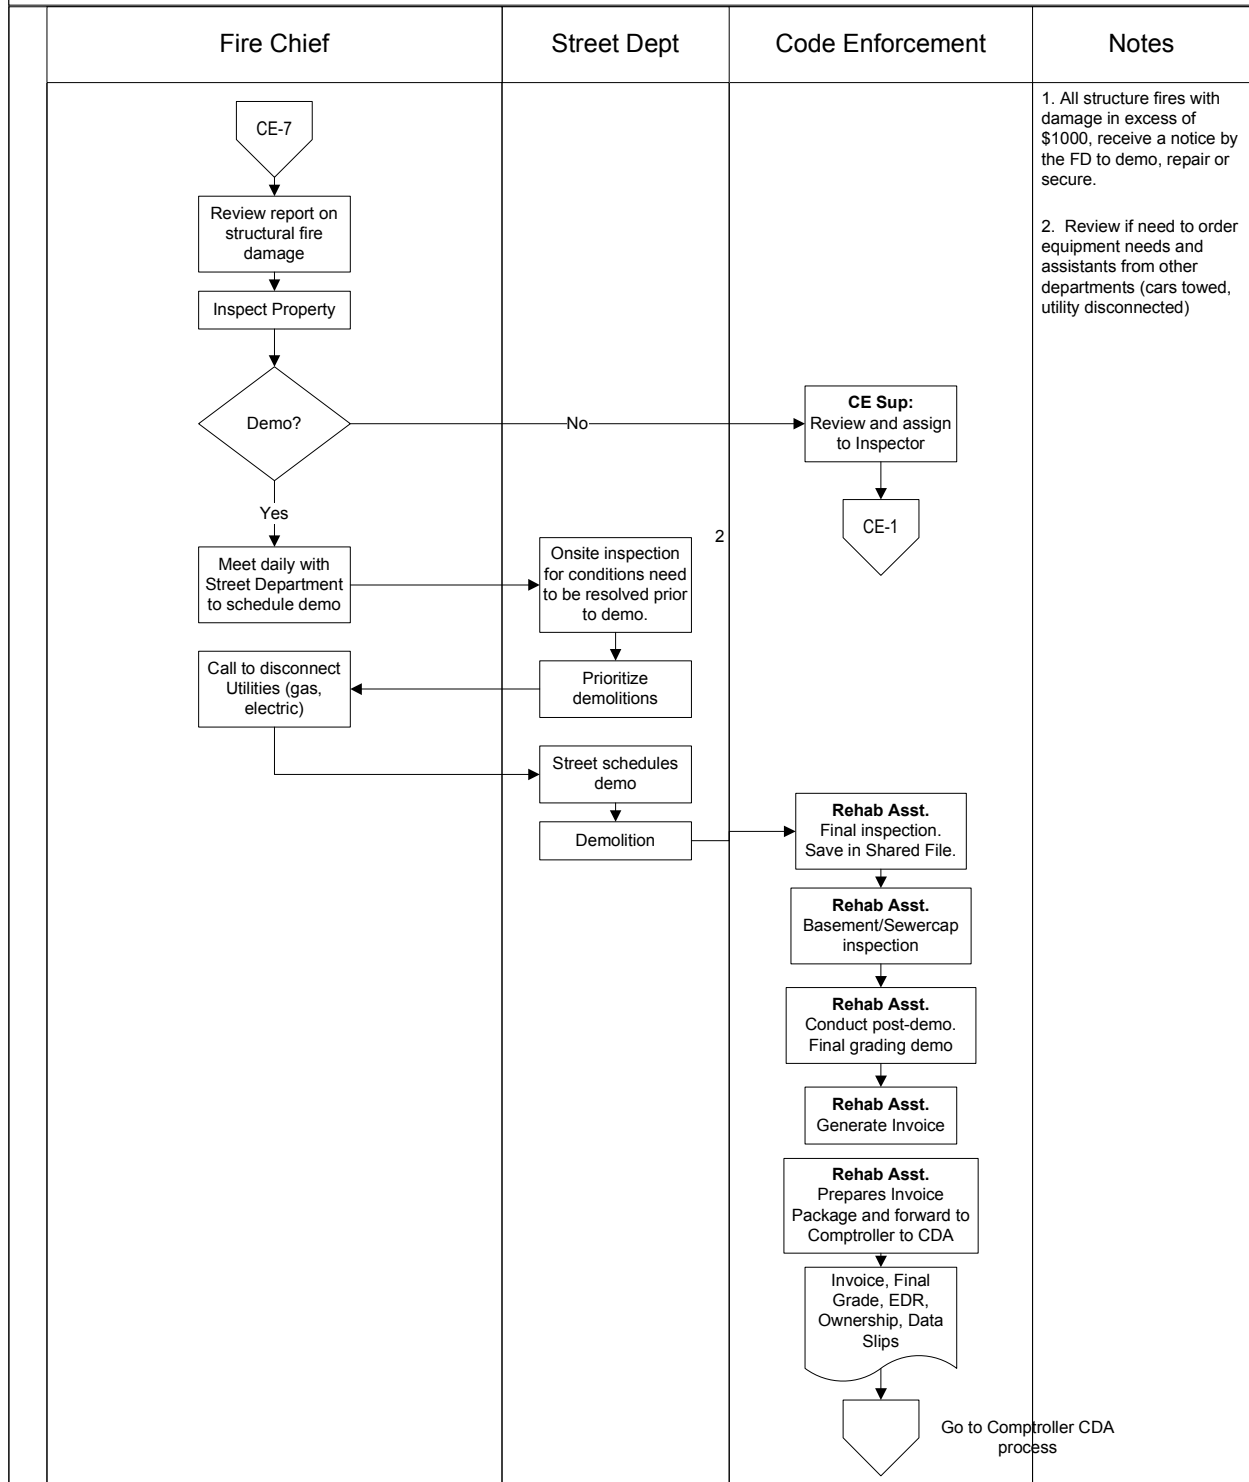 Fire Chief
Street Dept
Code Enforcement
Notes
CE-7
1. All structure fires with
damage in excess of
$1000, receive a notice by
the FD to demo, repair or
secure.
Review report on
structural fire
damage
2.  Review if need to order
equipment needs and
assistants from other
departments (cars towed,
utility disconnected)
Inspect Property
Demo?
No
CE Sup:
Review and assign
to Inspector
Yes
CE-1
Meet daily with
Street Department
to schedule demo
2
Onsite inspection
for conditions need
to be resolved prior
to demo.
Call to disconnect
Utilities (gas,
electric)
Prioritize
demolitions
Street schedules
demo
Demolition
Rehab Asst.
Final inspection.
Save in Shared File.
Rehab Asst.
Basement/Sewercap
inspection
Rehab Asst.
Conduct post-demo.
Final grading demo
Rehab Asst.
Generate Invoice
Rehab Asst.
Prepares Invoice
Package and forward to
Comptroller to CDA
Invoice, Final
Grade, EDR,
Ownership, Data
Slips
Go to Comptroller CDA
process